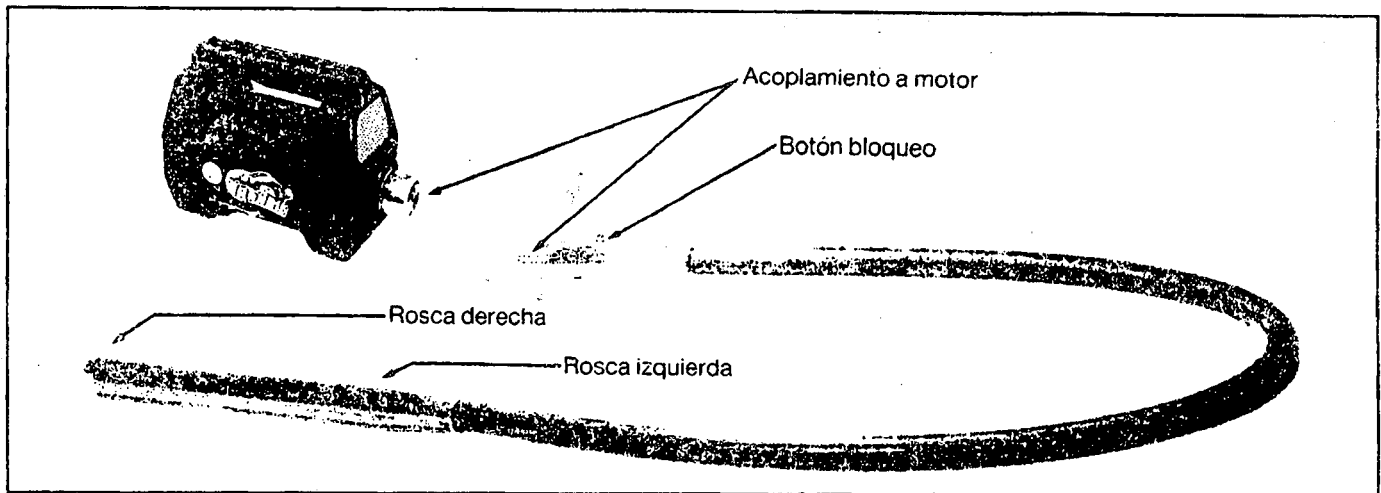 Acoplamiento a motor
Botón bloqueo
Rosca derecha
Rosca izquierda